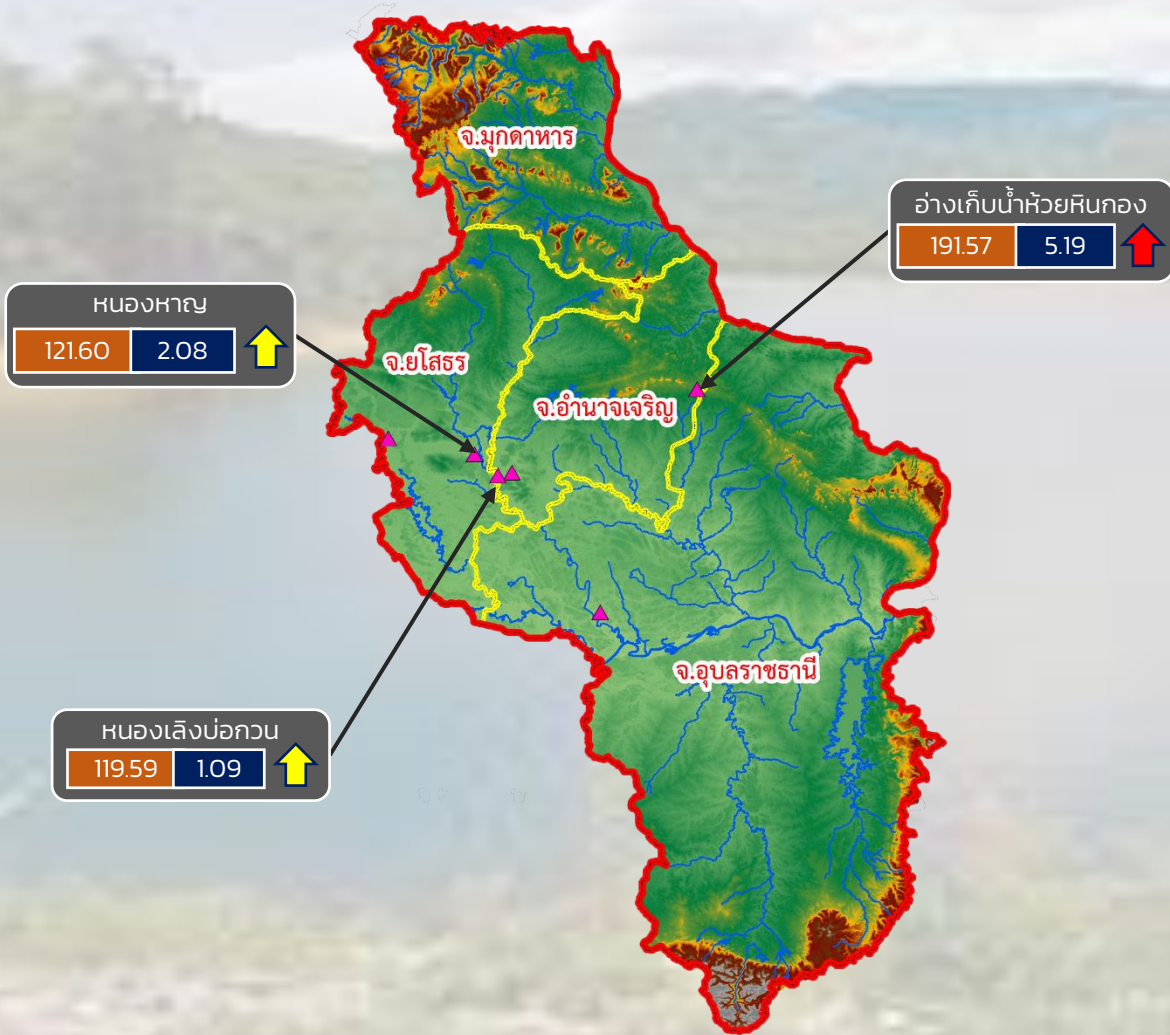 จ.มุกดาหาร
อ่างเก็บน้ำห้วยหินกอง
191.57 5.19
หนองหาญ
121.60 2.08
จ.ยโสธร
จ.อำนาจเจริญ
จ.อุบลราชธานี
หนองเลิงบ่อกวน
119.59 1.09